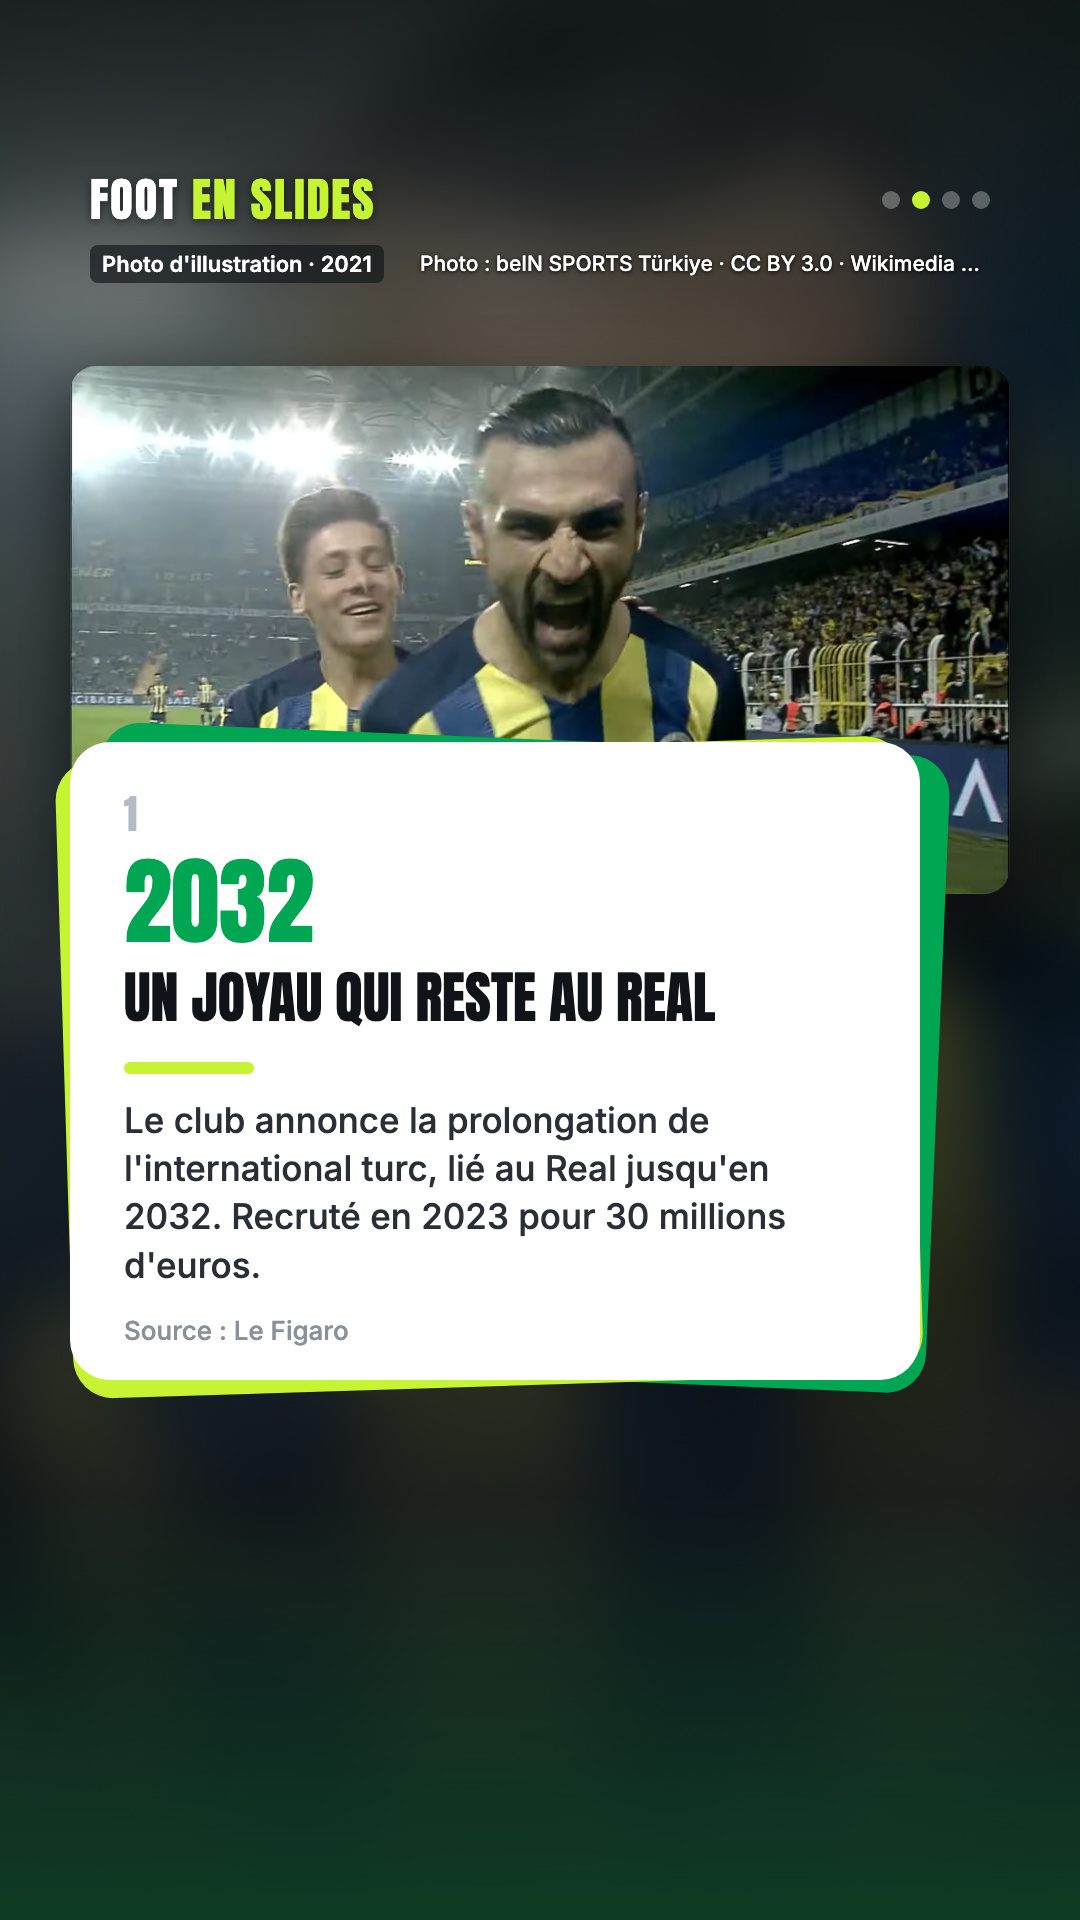 FOOT EN SLIDES
Photo d'illustration · 2021
Photo : beIN SPORTS Türkiye · CC BY 3.0 · Wikimedia ...
CIBADEM
1
2032
UN JOYAU QUI RESTE AU REAL
Le club annonce la prolongation de
l'international turc, lié au Real jusqu'en
2032. Recruté en 2023 pour 30 millions
d'euros.
Source : Le Figaro